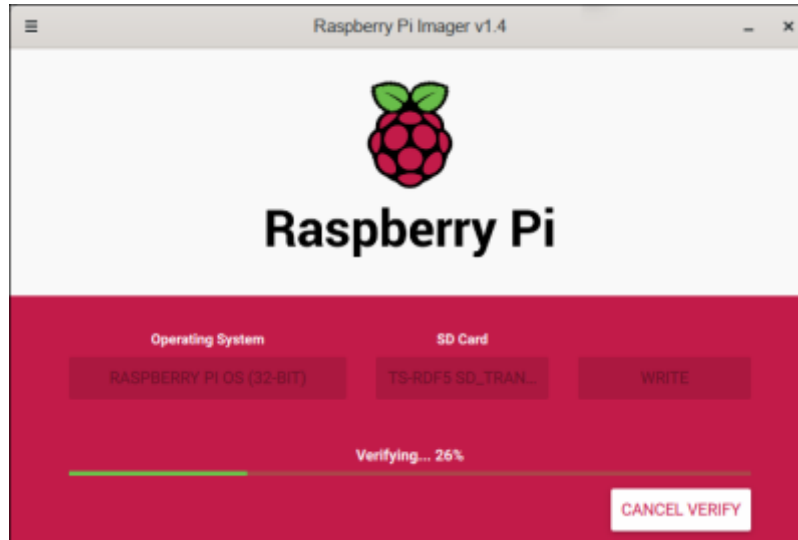 Raspberry Pi Imager v1.4
Raspberry Pi
Operating System
SD Card
RASPBERRY PI OS (32-BIT)
TS-RDF5 SD_TRAN...
WRITE
Verifying... 26%
CANCEL VERIFY